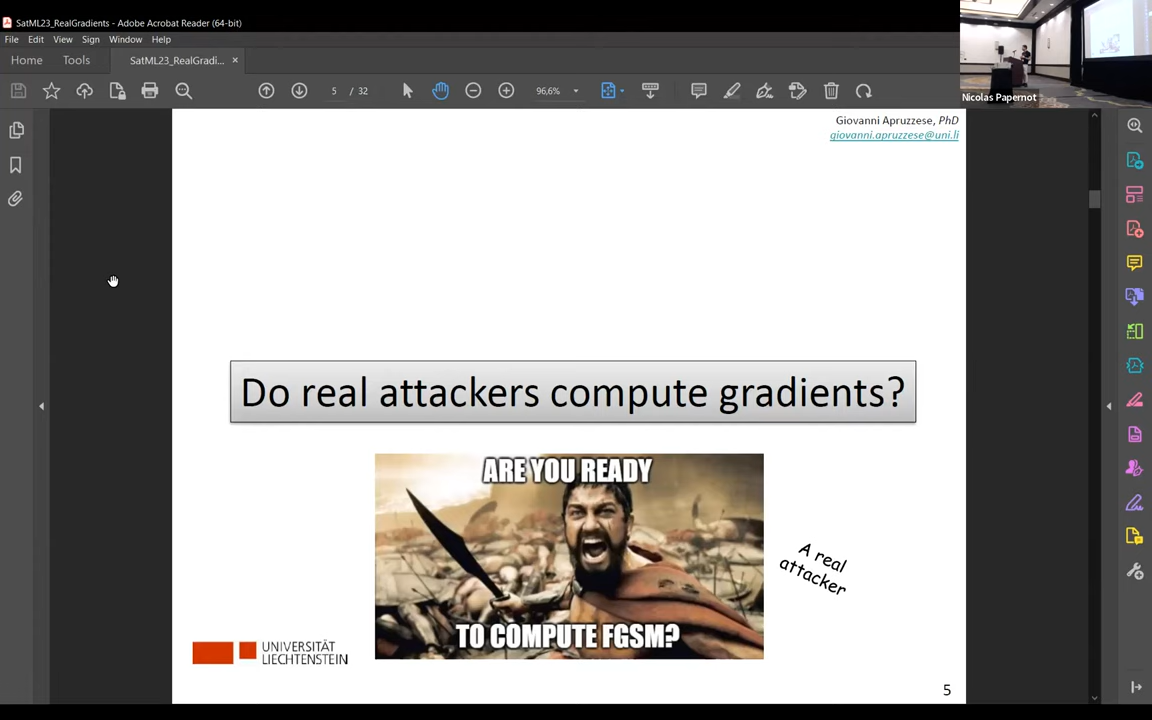 SatML23_RealGradients - Adobe Acrobat Reader (64-bit)
File Edit View Sign Window Help
Home Tools SatML23_RealGradi... ×
5 / 32 96,6%
Nicolas Papernot
Giovanni Apruzzese, PhD
giovanni.apruzzese@uni.li
Do real attackers compute gradients?
ARE YOU READY
TO COMPUTE FGSM?
A real
attacker
UNIVERSITÄT
LIECHTENSTEIN
5